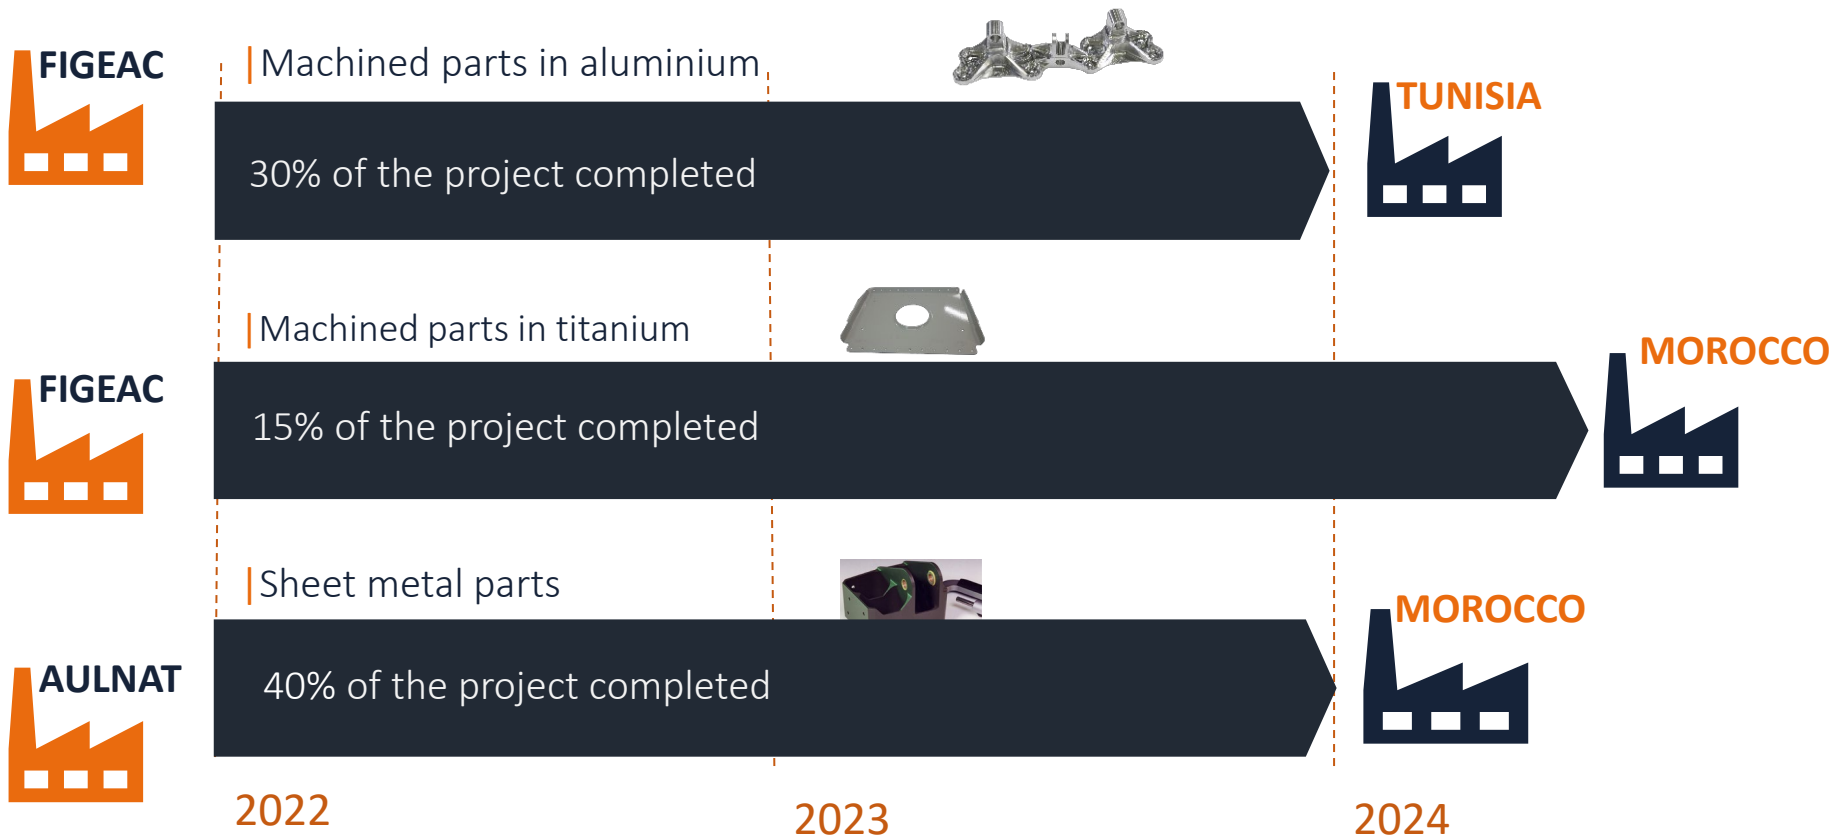 FIGEAC
Machined parts in aluminium
TUNISIA
30% of the project completed
Machined parts in titanium
MOROCCO
FIGEAC
15% of the project completed
Sheet metal parts
MOROCCO
AULNAT
40% of the project completed
2022
2023
2024